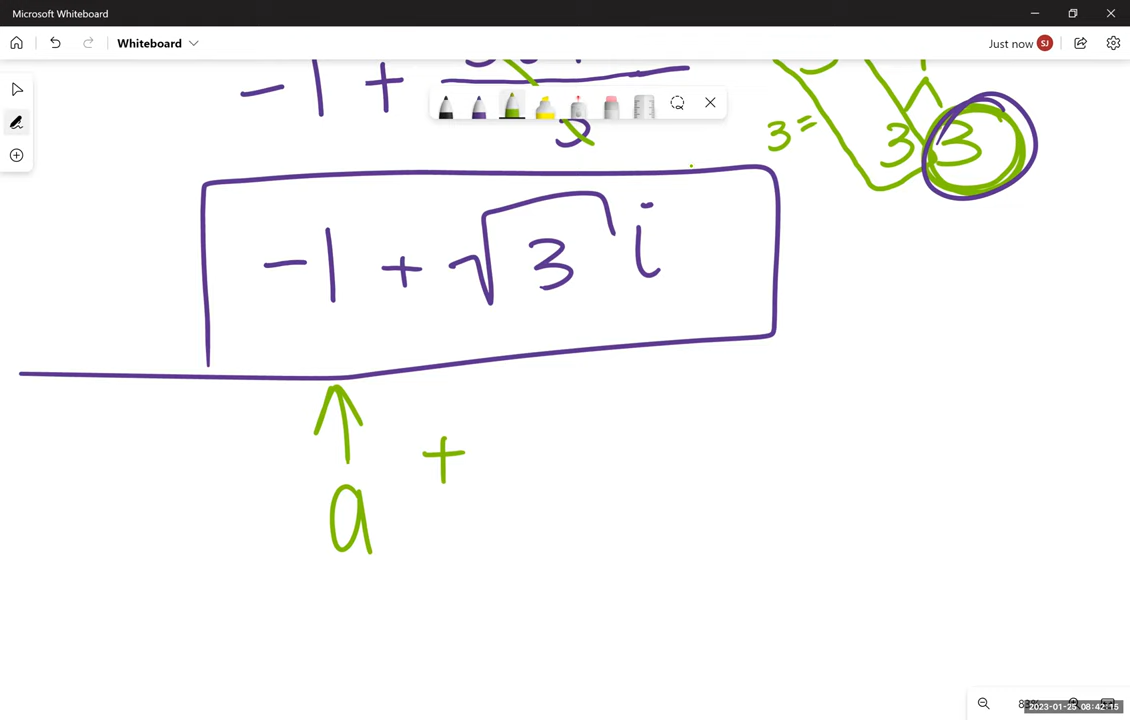 Microsoft Whiteboard
Whiteboard
Just now SJ
-1 +
3 =
3 3
-1 + √3 i
a +
2023-01-25 08:42:15